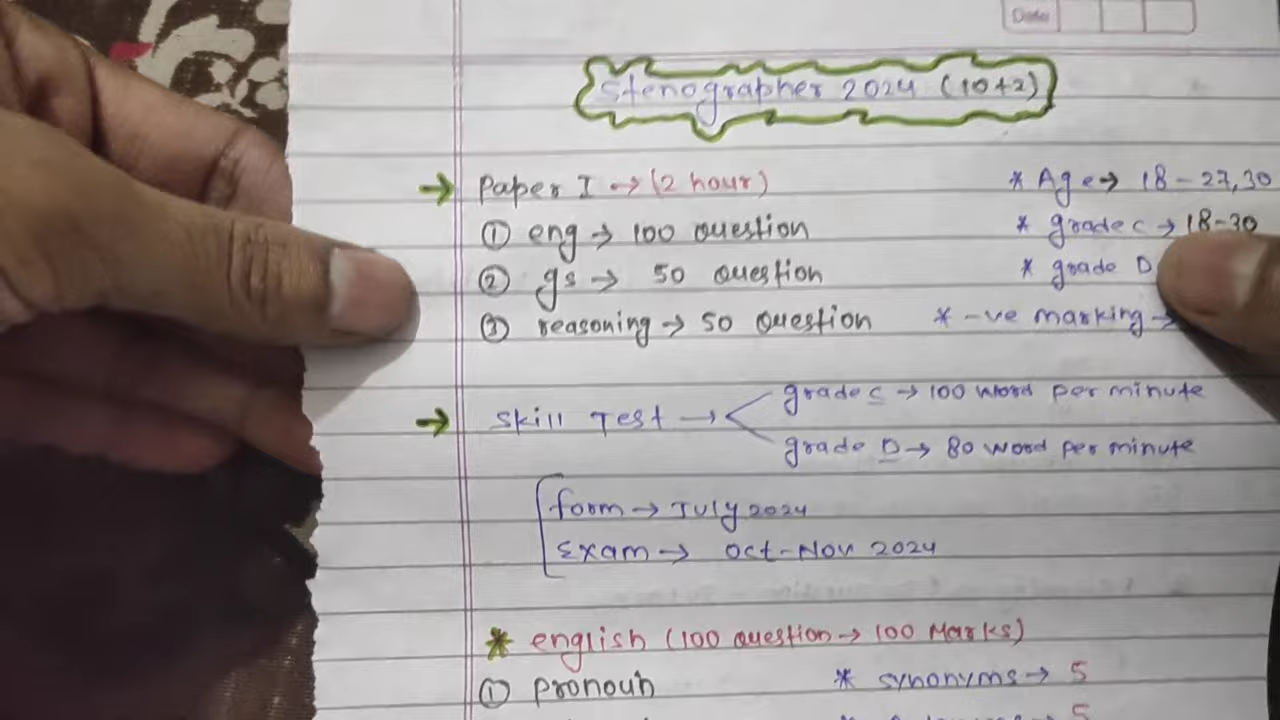 Date
Stenographer 2024 (10+2)
→ Paper I → (2 hour)
* Age → 18-27,30
① eng → 100 Question
* grade c → 18-30
② gs → 50 Question
* grade D
③ reasoning → 50 Question
* -ve marking →
→ Skill Test →
grade c → 100 word per minute
grade D → 80 word per minute
form → July 2024
Exam → Oct-Nov 2024
* english (100 Question → 100 Marks)
① pronoun
* synonyms → 5
5